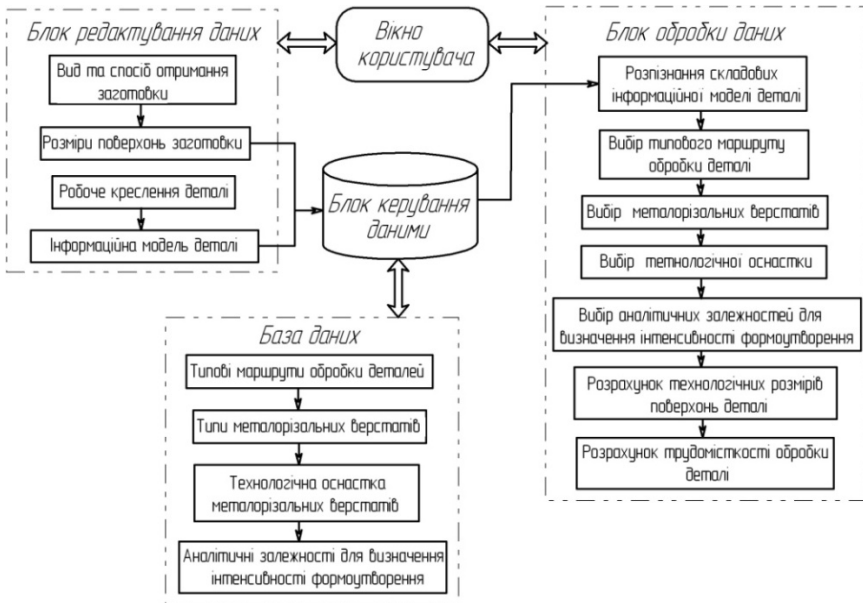 Блок редактування даних
Вид та спосіб отримання
заготовки
Розміри поверхонь заготовки
Робоче креслення деталі
Інформаційна модель деталі
Вікно
користувача
Блок керування
даними
База даних
Типові маршрути обробки деталей
Типи металорізальних верстатів
Технологічна оснастка
металорізальних верстатів
Аналітичні залежності для визначення
інтенсивності формоутворення
Блок обробки даних
Розпізнання складових
інформаційної моделі деталі
Вибір типового маршруту
обробки деталі
Вибір металорізальних верстатів
Вибір тетнологічної оснастки
Вибір аналітичних залежностей для
визначення інтенсивності формоутворення
Розрахунок технологічних розмірів
поверхонь деталі
Розрахунок трудомісткості обробки
деталі